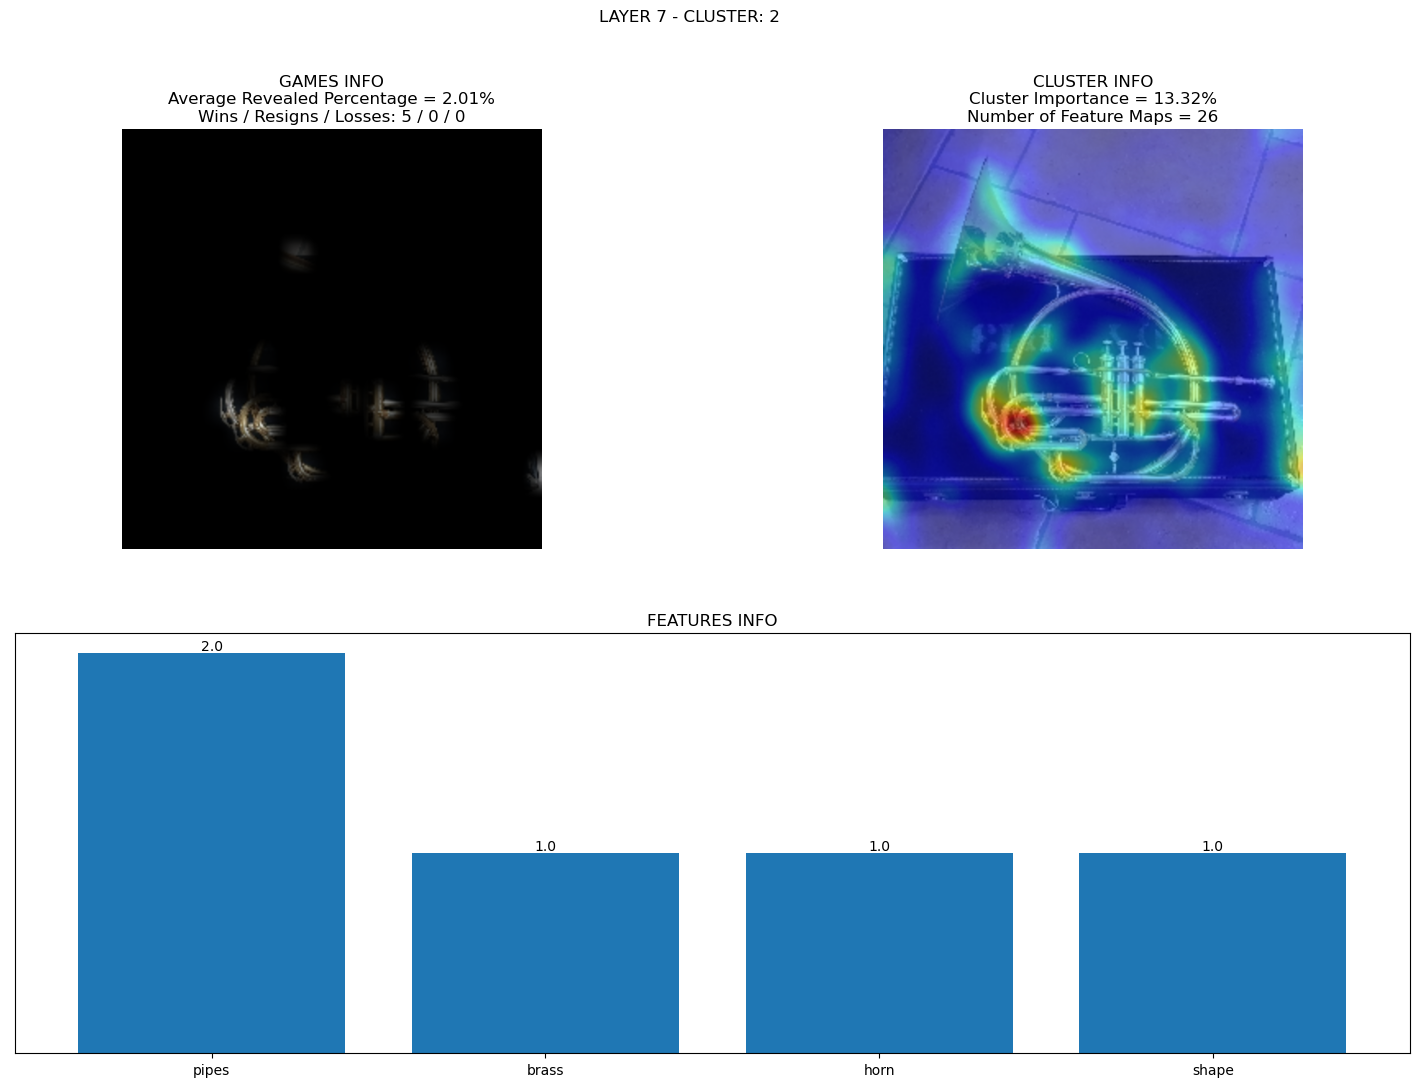 LAYER 7 - CLUSTER: 2
GAMES INFO
Average Revealed Percentage = 2.01%
Wins / Resigns / Losses: 5 / 0 / 0
CLUSTER INFO
Cluster Importance = 13.32%
Number of Feature Maps = 26
FEATURES INFO
2.0
1.0
1.0
1.0
pipes
brass
horn
shape